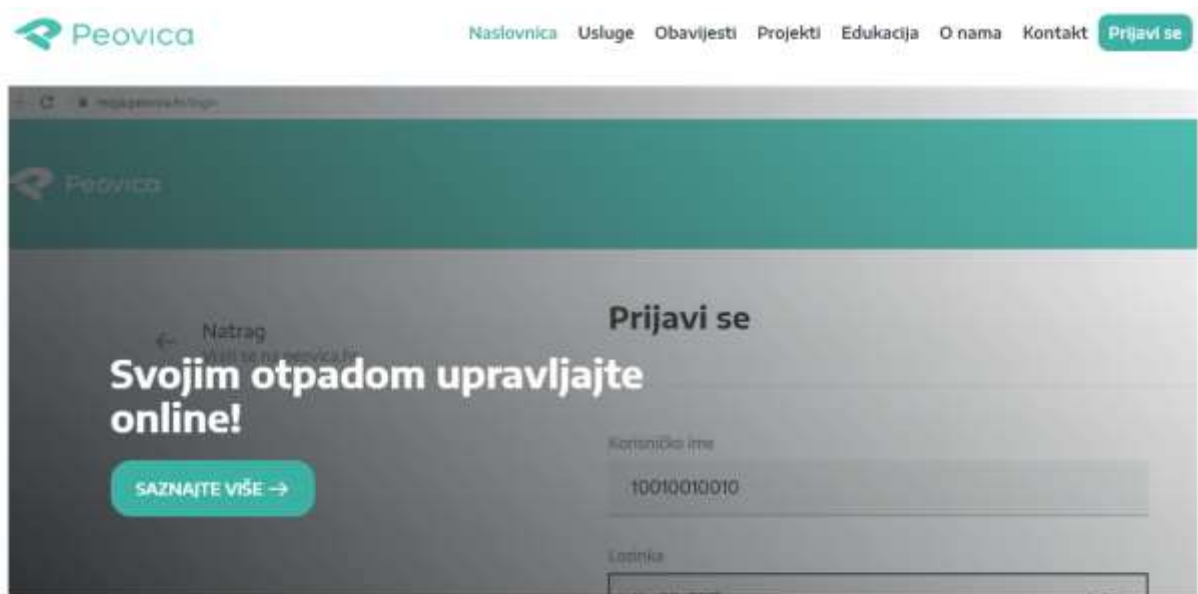 Peovica
Naslovnica Usluge Obavijesti Projekti Edukacija O nama Kontakt Prijavi se
Peovica
Prijavi se
Natrag
Svojim otpadom upravljajte
online!
Korisničko ime
SAZNAJTE VIŠE →
10010010010
Lozinka